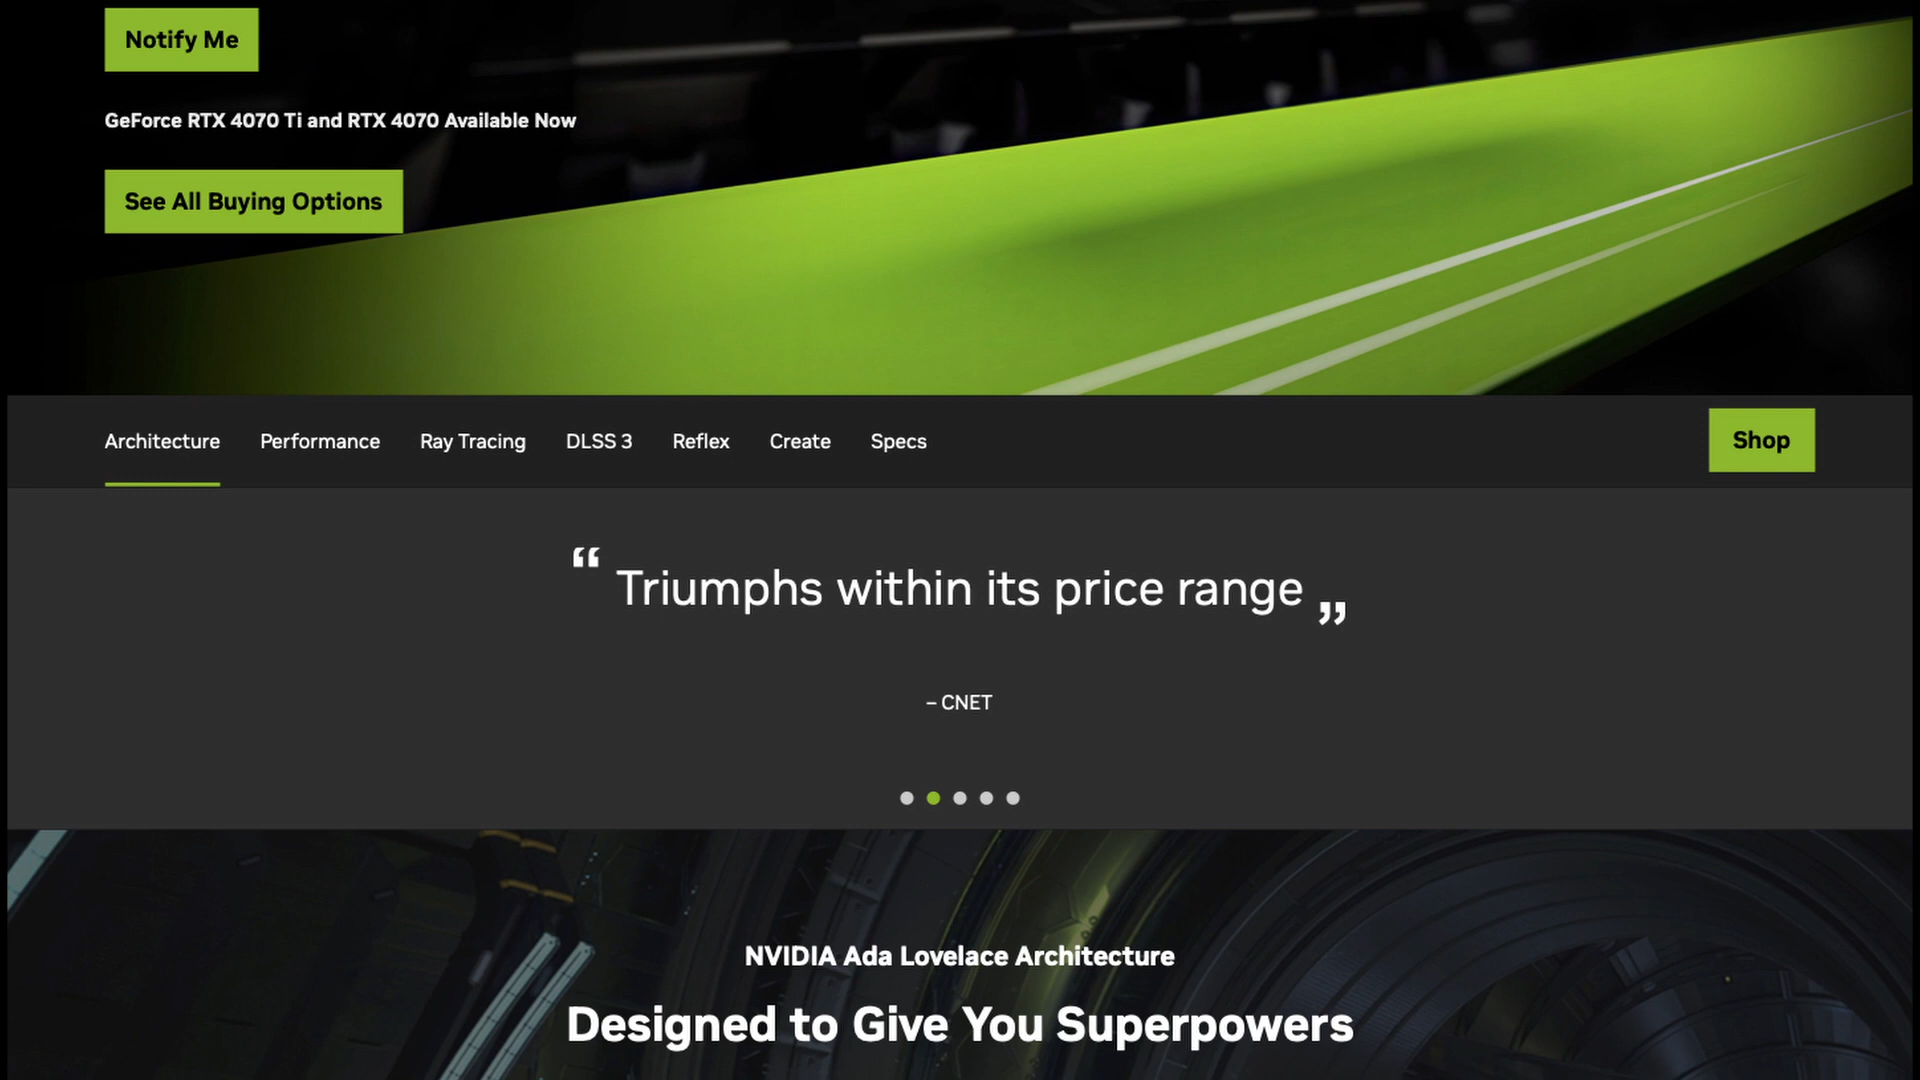 Notify Me
GeForce RTX 4070 Ti and RTX 4070 Available Now
See All Buying Options
Architecture Performance Ray Tracing DLSS 3 Reflex Create Specs Shop
“ Triumphs within its price range ”
– CNET
NVIDIA Ada Lovelace Architecture
Designed to Give You Superpowers